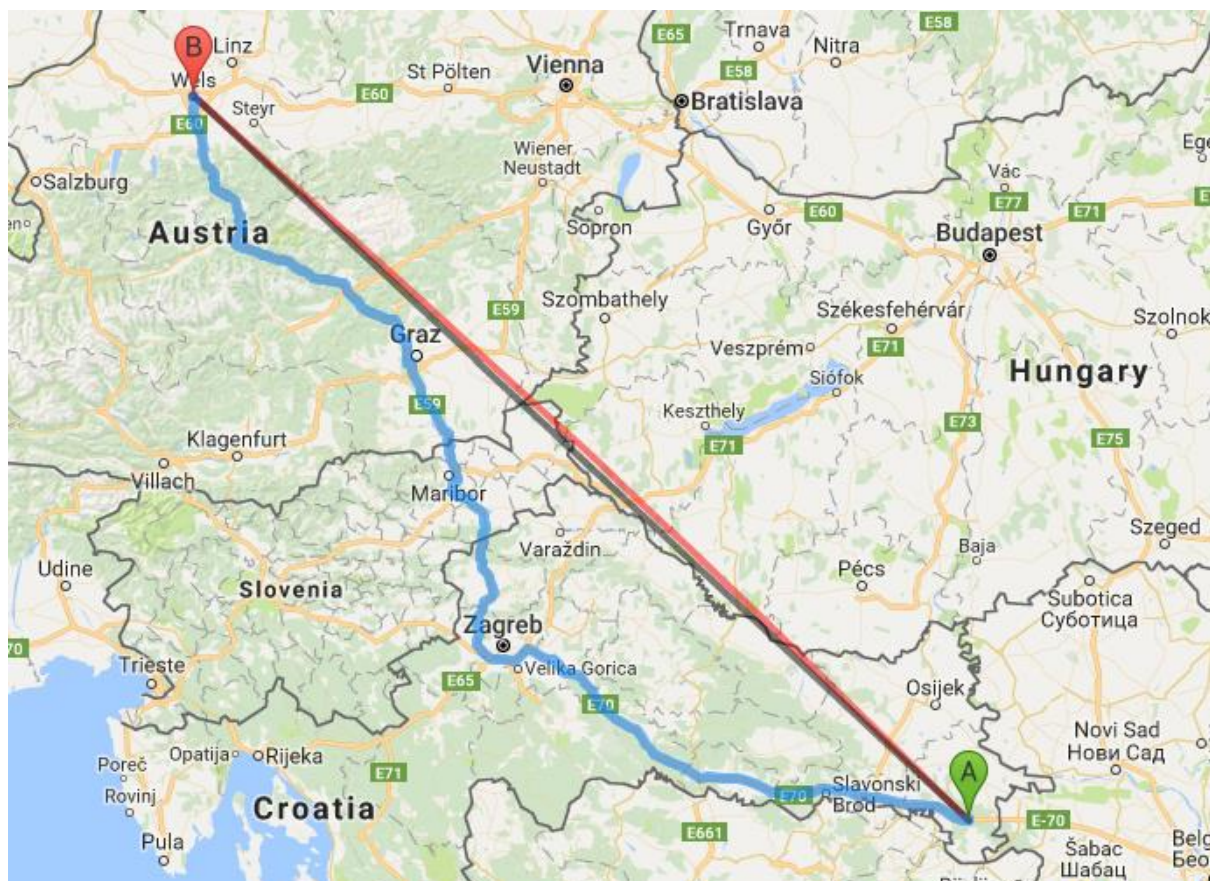 E65
Trnava
Nitra
E58
B
Linz
Wels
E60
St Pölten
E60
Vienna
E58
Bratislava
Steyr
E60
Wiener
Neustadt
Salzburg
Vác
E77
E71
Austria
Sopron
Győr
E60
Budapest
Szombathely
E59
Székesfehérvár
Szolnok
Graz
Veszprém
E71
Siófok
Hungary
E59
Keszthely
E71
E73
E75
Klagenfurt
Villach
Maribor
Varaždin
Szeged
Baja
Udine
Slovenia
Pécs
Subotica
Суботица
Zagreb
70
Trieste
E65
Velika Gorica
Osijek
E70
Novi Sad
Нови Сад
Opatija
Rijeka
Poreč
E71
A
Rovinj
Croatia
E70
Slavonski
Brod
E-70
Pula
E661
Šabac
Шабац